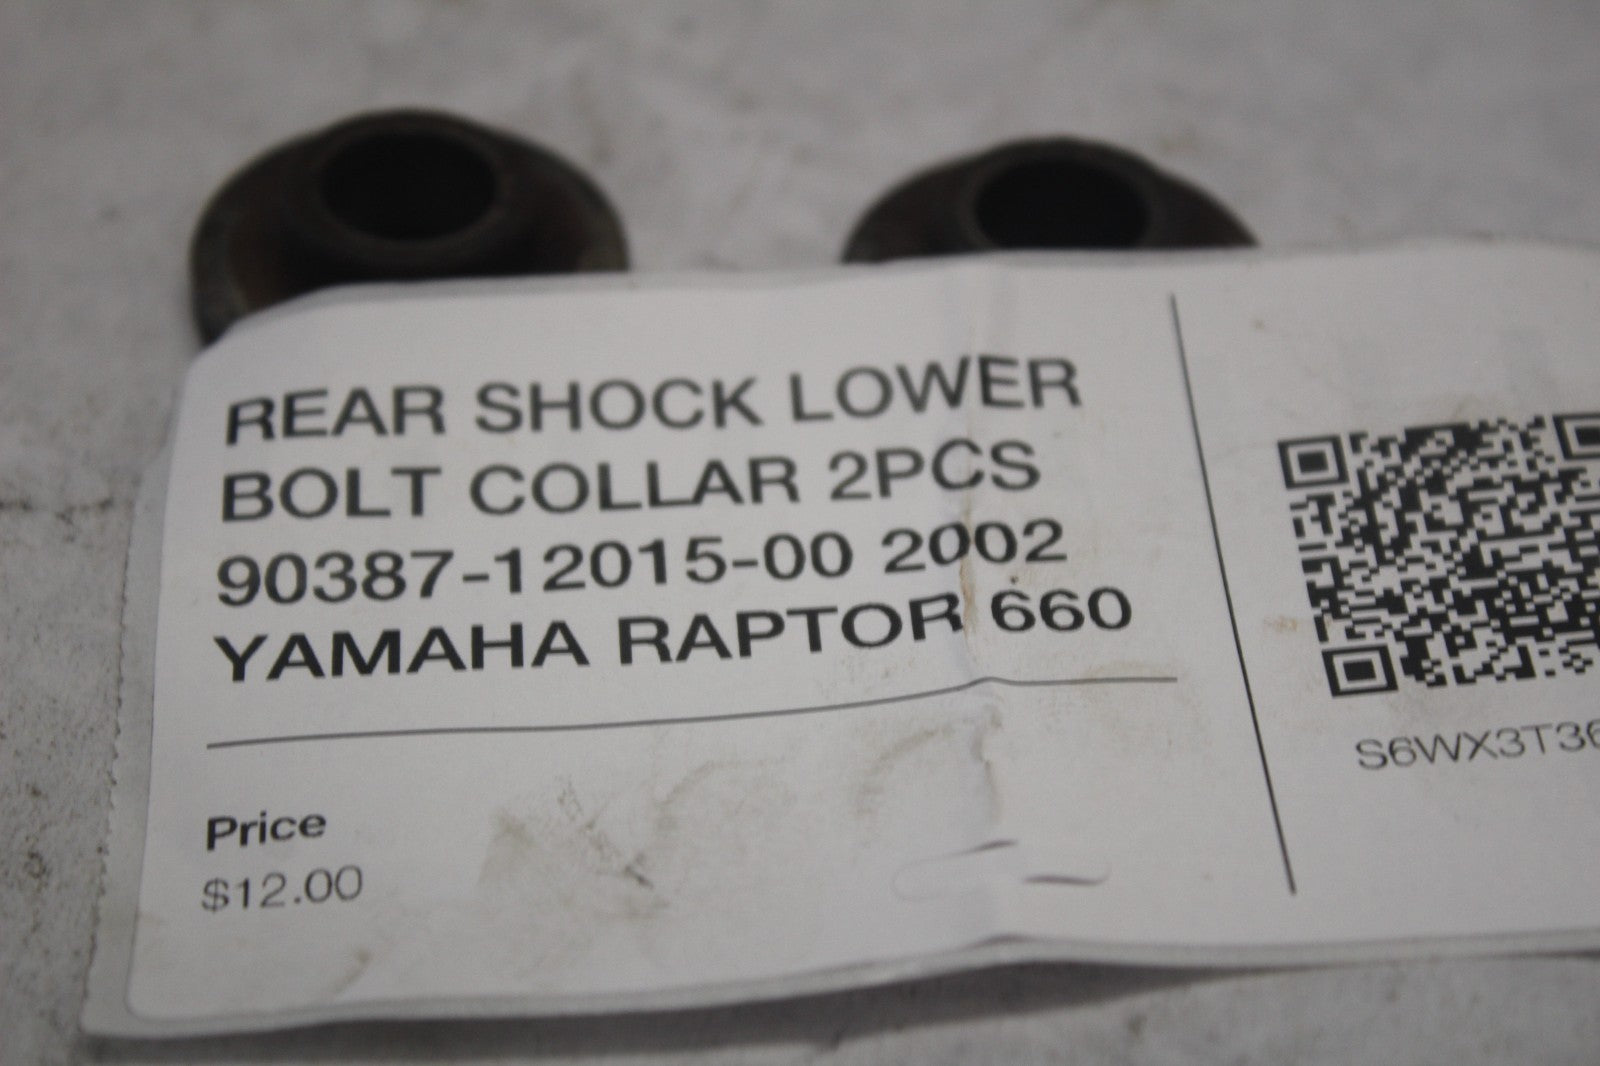 REAR SHOCK LOWER
BOLT COLLAR 2PCS
90387-12015-00 2002
YAMAHA RAPTOR 660
Price
$12.00
S6WX3T36